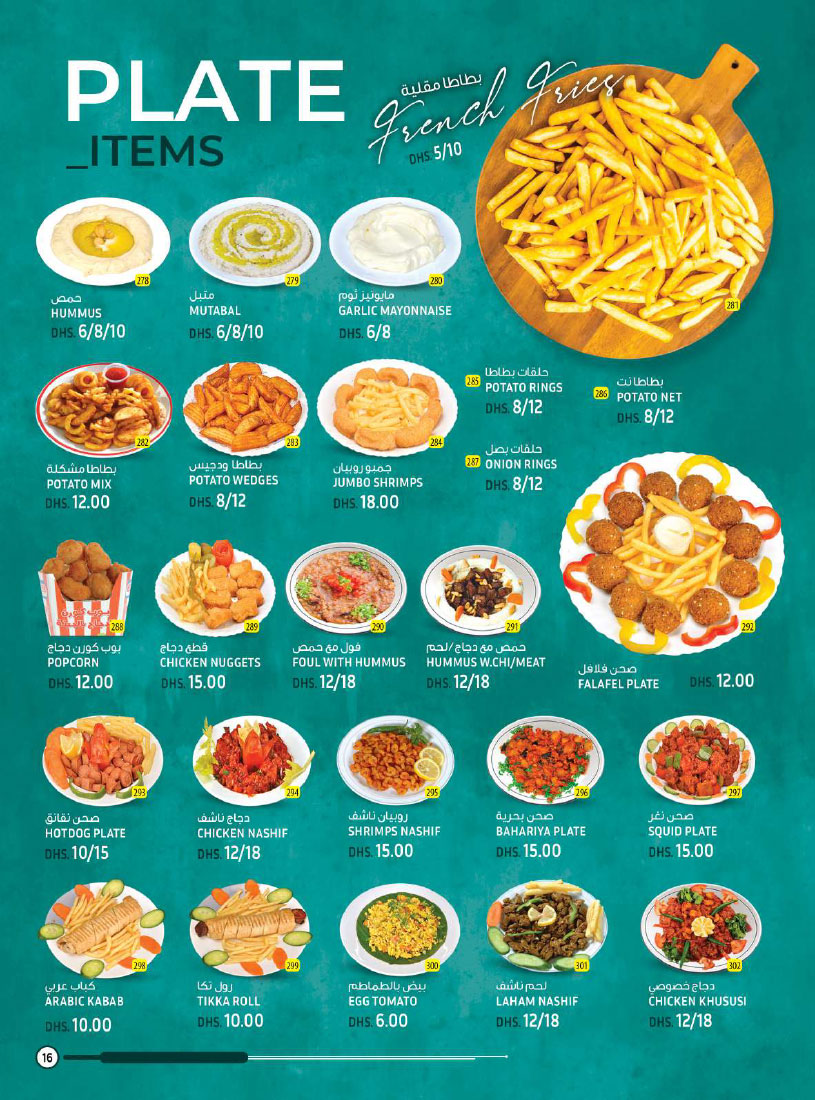 PLATE
_ITEMS
بطاطا مقلية
French Fries
DHS. 5/10
281
278
حمص
HUMMUS
DHS. 6/8/10
279
متبل
MUTABAL
DHS. 6/8/10
280
مايونيز ثوم
GARLIC MAYONNAISE
DHS. 6/8
282
بطاطا مشكلة
POTATO MIX
DHS. 12.00
283
بطاطا ودجيس
POTATO WEDGES
DHS. 8/12
284
جمبو روبيان
JUMBO SHRIMPS
DHS. 18.00
285
حلقات بطاطا
POTATO RINGS
DHS. 8/12
286
بطاطا نت
POTATO NET
DHS. 8/12
287
حلقات بصل
ONION RINGS
DHS. 8/12
288
بوب كورن دجاج
POPCORN
DHS. 12.00
289
قطع دجاج
CHICKEN NUGGETS
DHS. 15.00
290
فول مع حمص
FOUL WITH HUMMUS
DHS. 12/18
291
حمص مع دجاج /لحم
HUMMUS W.CHI/MEAT
DHS. 12/18
292
صحن فلافل
FALAFEL PLATE
DHS. 12.00
293
صحن نقانق
HOTDOG PLATE
DHS. 10/15
294
دجاج ناشف
CHICKEN NASHIF
DHS. 12/18
295
روبيان ناشف
SHRIMPS NASHIF
DHS. 15.00
296
صحن بحرية
BAHARIYA PLATE
DHS. 15.00
297
صحن نغر
SQUID PLATE
DHS. 15.00
298
كباب عربي
ARABIC KABAB
DHS. 10.00
299
رول تكا
TIKKA ROLL
DHS. 10.00
300
بيض بالطماطم
EGG TOMATO
DHS. 6.00
301
لحم ناشف
LAHAM NASHIF
DHS. 12/18
302
دجاج خصوصي
CHICKEN KHUSUSI
DHS. 12/18
16